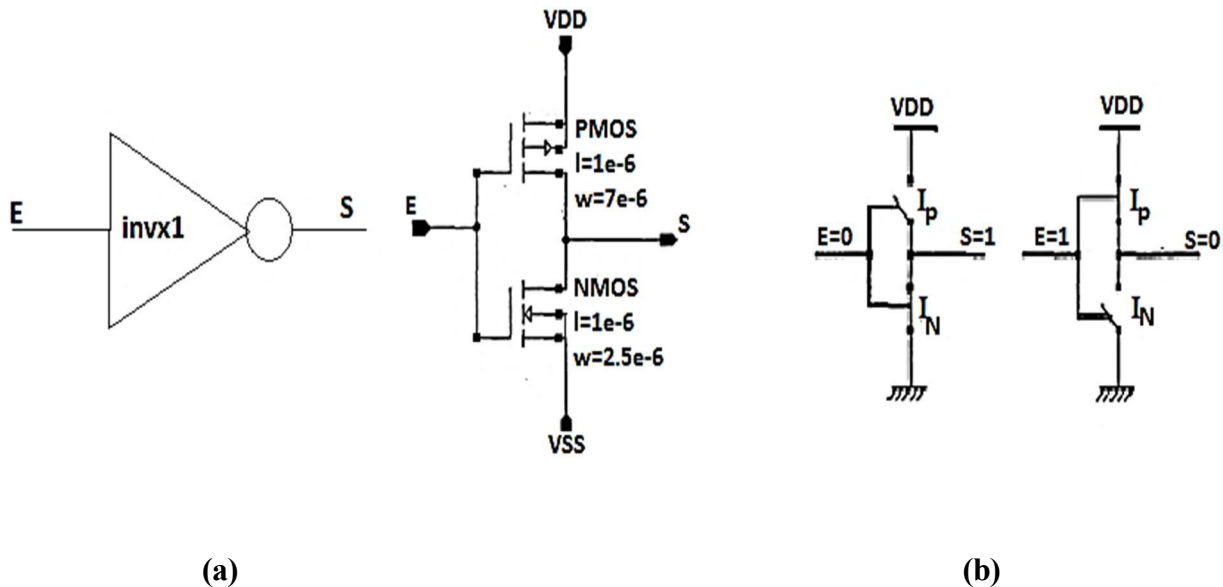 E
invx1
S
VDD
PMOS
l=1e-6
w=7e-6
E
S
NMOS
l=1e-6
w=2.5e-6
VSS
VDD
Ip
E=0
S=1
IN
VDD
Ip
E=1
S=0
IN
(a)
(b)